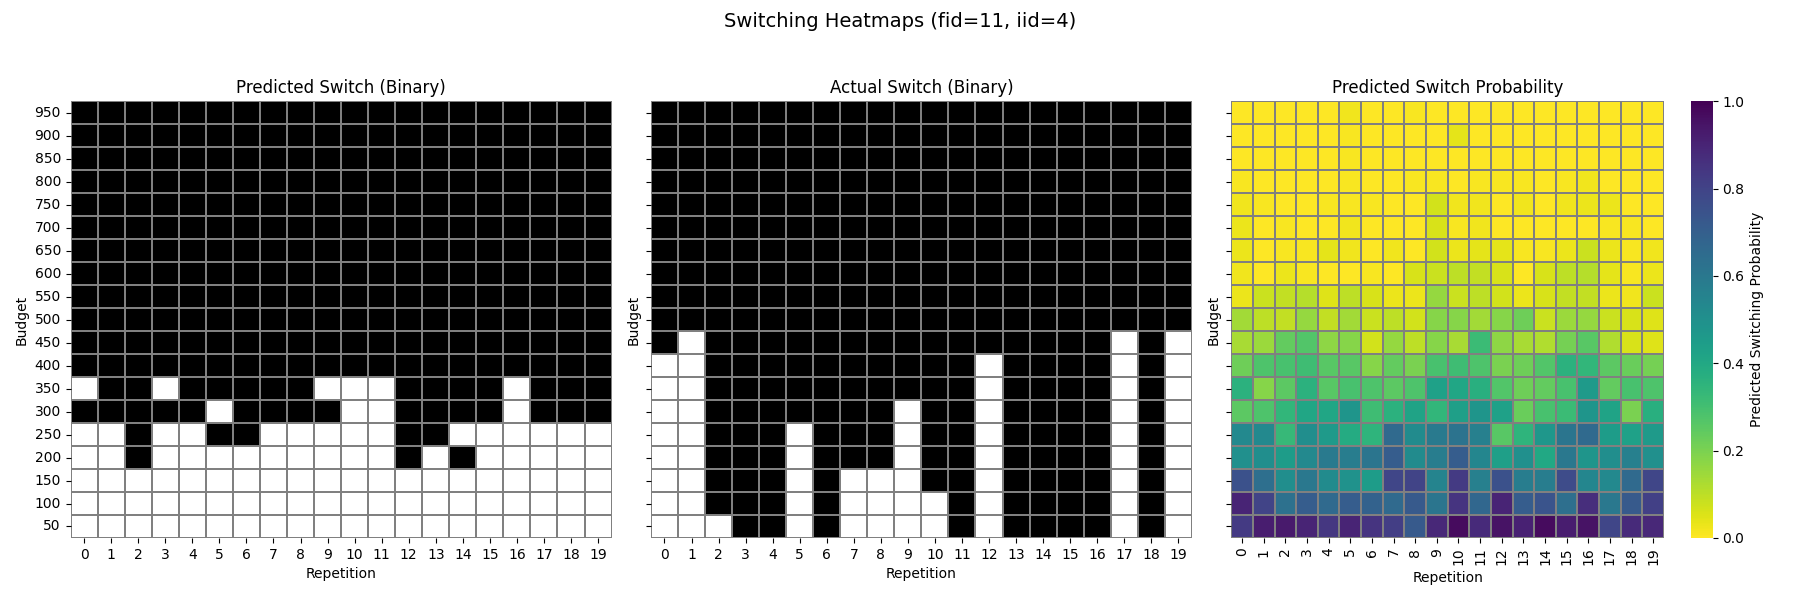 Switching Heatmaps (fid=11, iid=4)
Predicted Switch (Binary)
Budget
950
900
850
800
750
700
650
600
550
500
450
400
350
300
250
200
150
100
50
0 1 2 3 4 5 6 7 8 9 10 11 12 13 14 15 16 17 18 19
Repetition
Actual Switch (Binary)
Budget
0 1 2 3 4 5 6 7 8 9 10 11 12 13 14 15 16 17 18 19
Repetition
Predicted Switch Probability
Budget
0 1 2 3 4 5 6 7 8 9 10 11 12 13 14 15 16 17 18 19
Repetition
1.0
0.8
0.6
0.4
0.2
0.0
Predicted Switching Probability